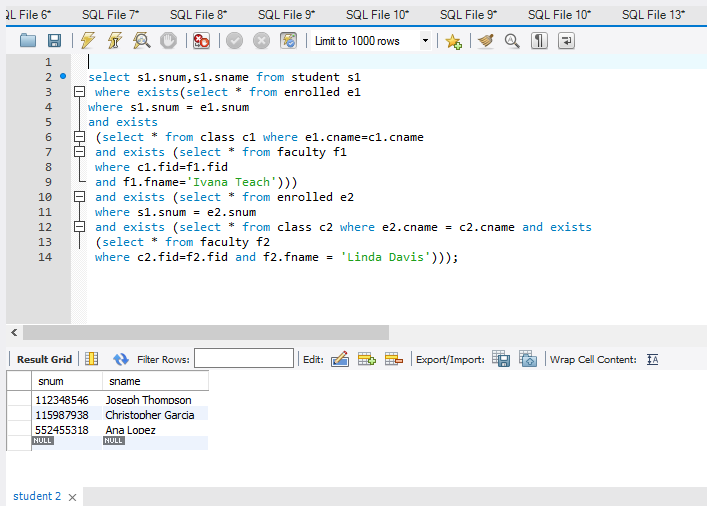 QL File 6* SQL File 7* SQL File 8* SQL File 9* SQL File 10* SQL File 9* SQL File 10* SQL File 13*
Limit to 1000 rows
1
2 select s1.snum,s1.sname from student s1
3 where exists(select * from enrolled e1
4 where s1.snum = e1.snum
5 and exists
6 (select * from class c1 where e1.cname=c1.cname
7 and exists (select * from faculty f1
8 where c1.fid=f1.fid
9 and f1.fname='Ivana Teach')))
10 and exists (select * from enrolled e2
11 where s1.snum = e2.snum
12 and exists (select * from class c2 where e2.cname = c2.cname and exists
13 (select * from faculty f2
14 where c2.fid=f2.fid and f2.fname = 'Linda Davis')));
Result Grid Filter Rows: Edit: Export/Import: Wrap Cell Content: IA
snum sname
112348546 Joseph Thompson
115987938 Christopher Garcia
552455318 Ana Lopez
NULL NULL
student 2